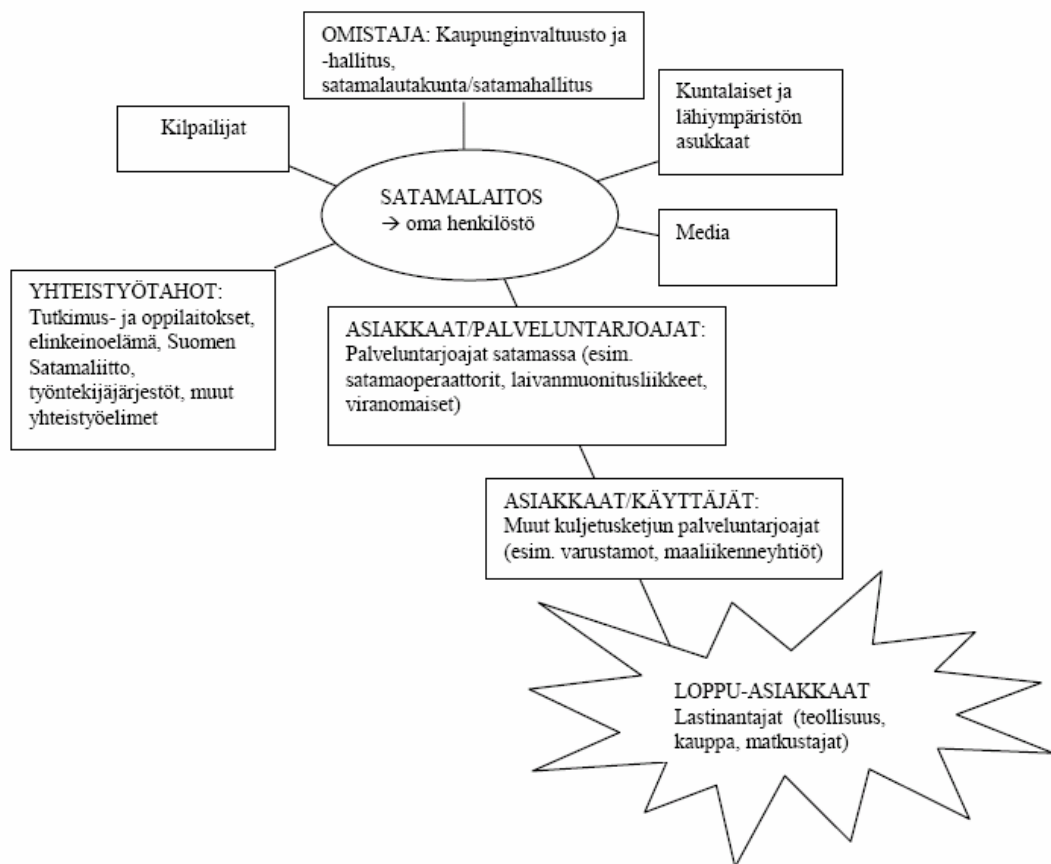 OMISTAJA: Kaupunginvaltuusto ja
-hallitus,
satamalautakunta/satamahallitus
Kuntalaiset ja
lähiympäristön
asukkaat
Kilpailijat
SATAMALAITOS
→ oma henkilöstö
Media
YHTEISTYÖTAHOT:
Tutkimus- ja oppilaitokset,
elinkeinoelämä, Suomen
Satamaliitto,
työntekijäjärjestöt, muut
yhteistyöelimet
ASIAKKAAT/PALVELUNTARJOAJAT:
Palveluntarjoajat satamassa (esim.
satamaoperaattorit, laivanmuonitusliikkeet,
viranomaiset)
ASIAKKAAT/KÄYTTÄJÄT:
Muut kuljetusketjun palveluntarjoajat
(esim. varustamot, maaliikenneyhtiöt)
LOPPU-ASIAKKAAT
Lastinantajat (teollisuus,
kauppa, matkustajat)